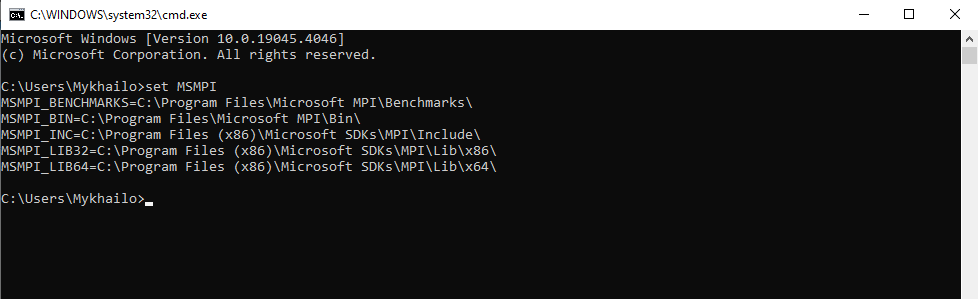 C:\WINDOWS\system32\cmd.exe
Microsoft Windows [Version 10.0.19045.4046]
(c) Microsoft Corporation. All rights reserved.
C:\Users\Mykhailo>set MSMPI
MSMPI_BENCHMARKS=C:\Program Files\Microsoft MPI\Benchmarks\
MSMPI_BIN=C:\Program Files\Microsoft MPI\Bin\
MSMPI_INC=C:\Program Files (x86)\Microsoft SDKs\MPI\Include\
MSMPI_LIB32=C:\Program Files (x86)\Microsoft SDKs\MPI\Lib\x86\
MSMPI_LIB64=C:\Program Files (x86)\Microsoft SDKs\MPI\Lib\x64\
C:\Users\Mykhailo>